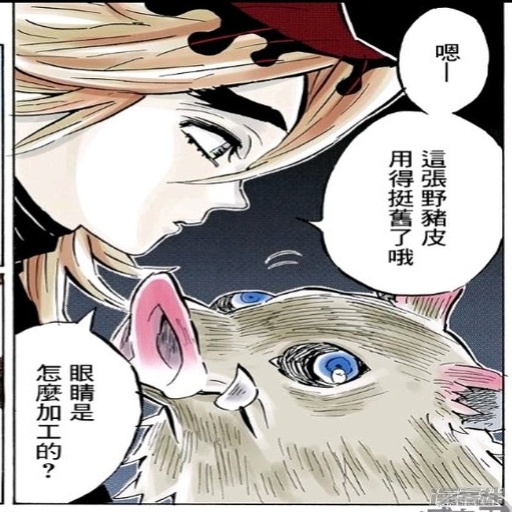 嗯—
這張野豬皮
用得挺舊了哦
眼睛是
怎麼加工的？